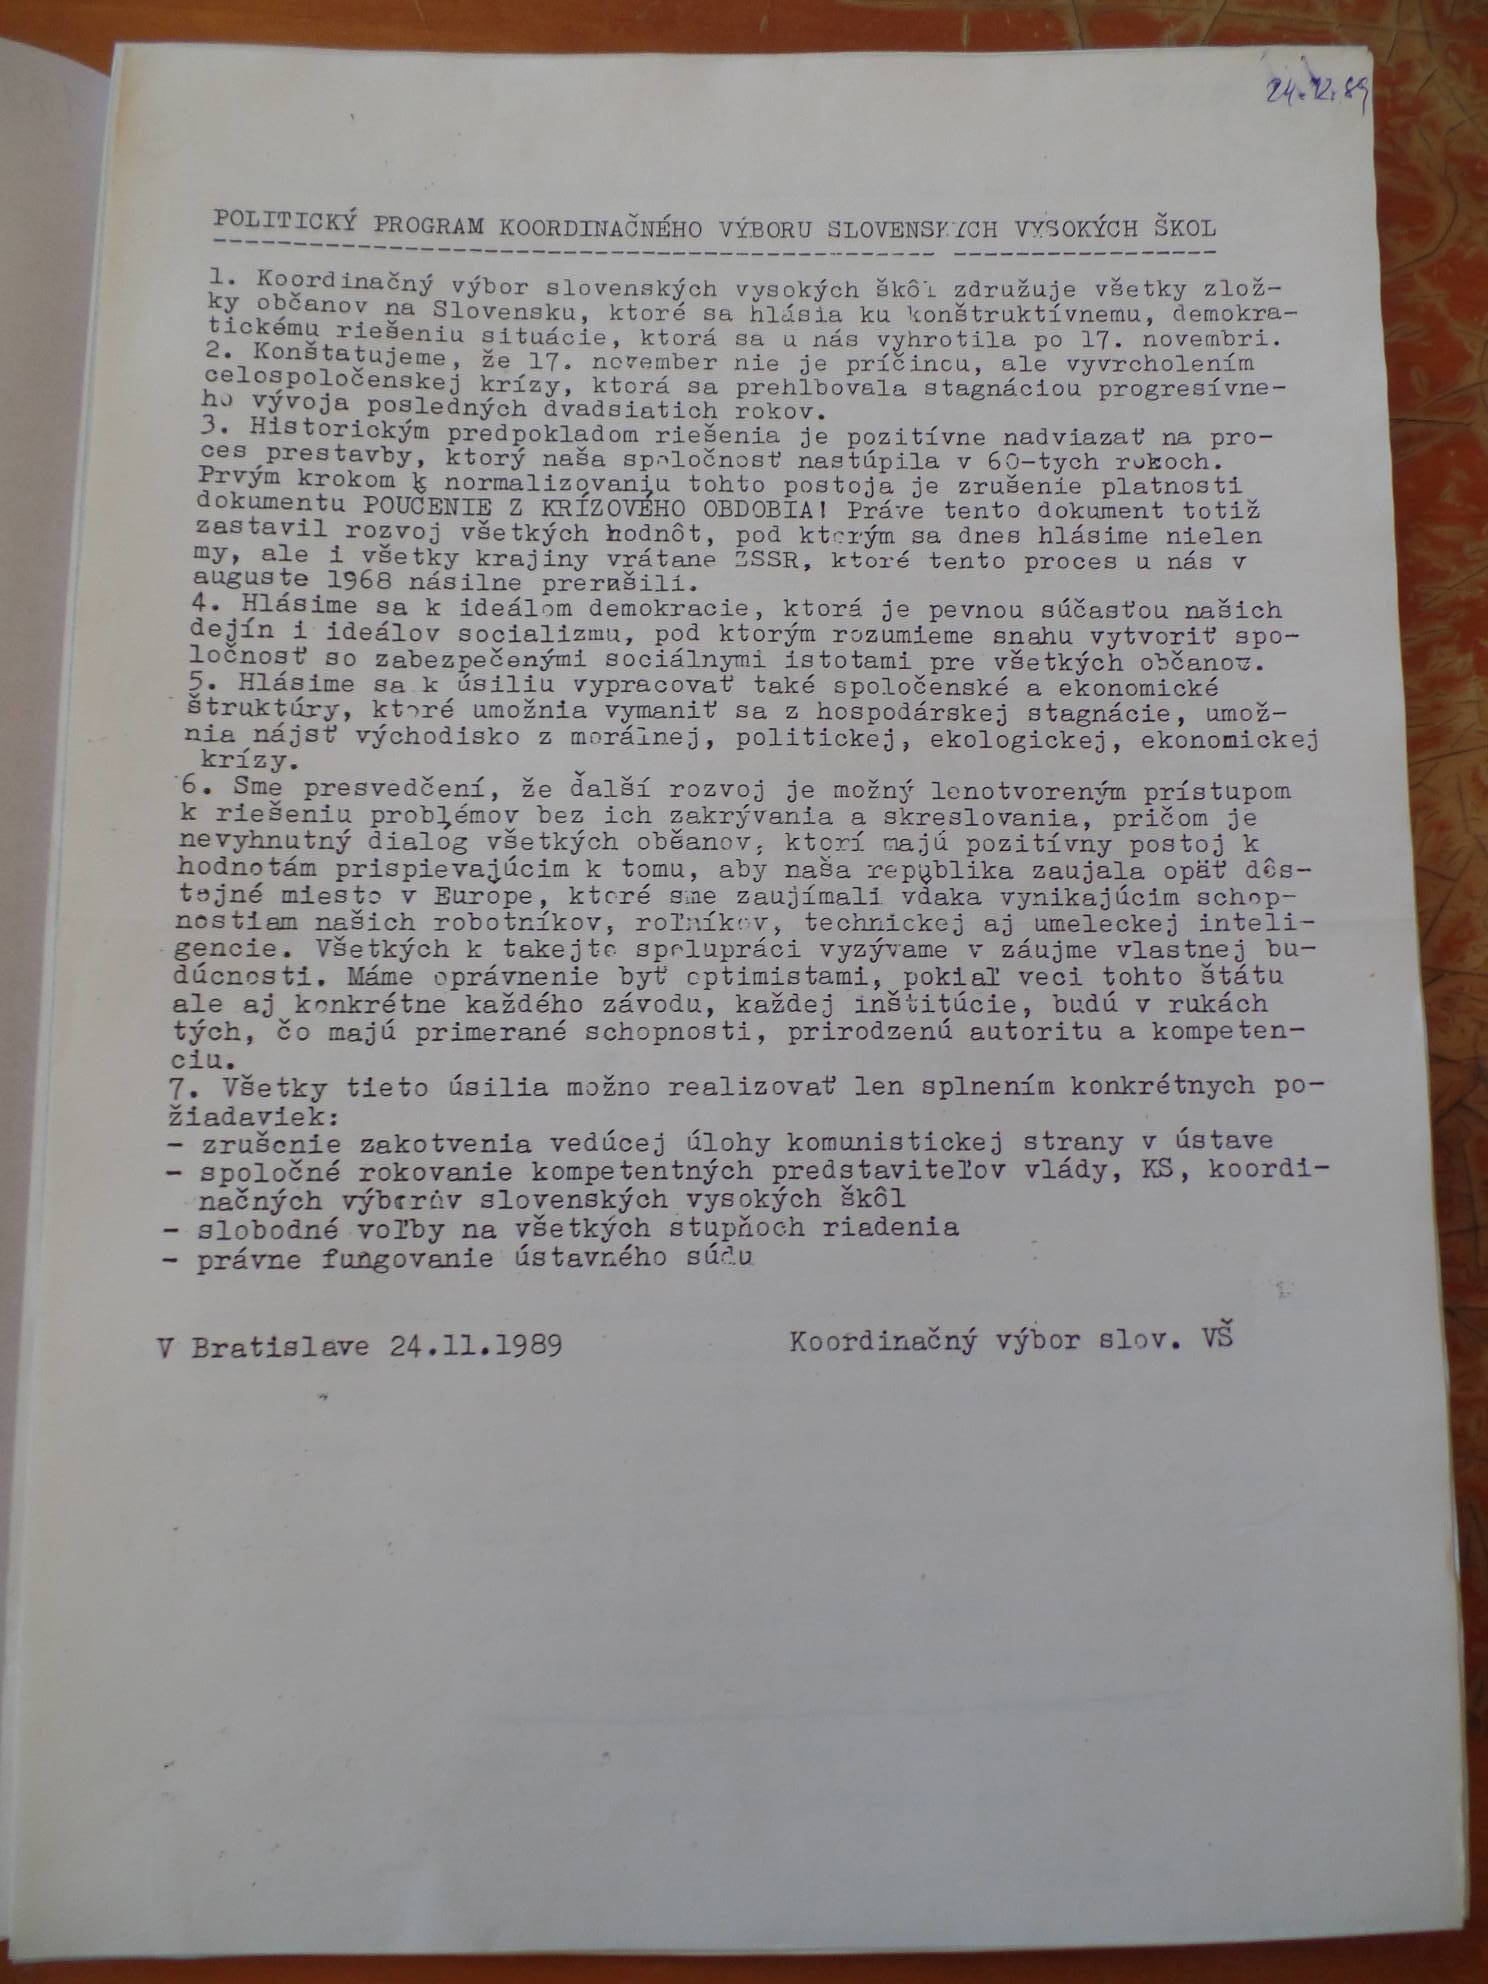 24.12.89
POLITICKÝ PROGRAM KOORDINAČNÉHO VÝBORU SLOVENSKÝCH VYSOKÝCH ŠKOL
1. Koordinačný výbor slovenských vysokých škôl združuje všetky zlož-
ky občanov na Slovensku, ktoré sa hlásia ku konštruktívnemu, demokra-
tickému riešeniu situácie, ktorá sa u nás vyhrotila po 17. novembri.
2. Konštatujeme, že 17. november nie je príčinou, ale vyvrcholením
celospoločenskej krízy, ktorá sa prehlbovala stagnáciou progresívne-
ho vývoja posledných dvadsiatich rokov.
3. Historickým predpokladom riešenia je pozitívne nadviazať na pro-
ces prestavby, ktorý naša spoločnosť nastúpila v 60-tych rokoch.
Prvým krokom k normalizovaniu tohto postoja je zrušenie platnosti
dokumentu POUČENIE Z KRÍZOVÉHO OBDOBIA! Práve tento dokument totiž
zastavil rozvoj všetkých hodnôt, pod ktorým sa dnes hlásime nielen
my, ale i všetky krajiny vrátane ZSSR, ktoré tento proces u nás v
auguste 1968 násilne prerušili.
4. Hlásime sa k ideálom demokracie, ktorá je pevnou súčasťou našich
dejín i ideálov socializmu, pod ktorým rozumieme snahu vytvoriť spo-
ločnosť so zabezpečenými sociálnymi istotami pre všetkých občanov.
5. Hlásime sa k úsiliu vypracovať také spoločenské a ekonomické
štruktúry, ktoré umožnia vymaniť sa z hospodárskej stagnácie, umož-
nia nájsť východisko z morálnej, politickej, ekologickej, ekonomickej
krízy.
6. Sme presvedčení, že ďalší rozvoj je možný lenotvoreným prístupom
k riešeniu problémov bez ich zakrývania a skreslovania, pričom je
nevyhnutný dialog všetkých občanov, ktorí majú pozitívny postoj k
hodnotám prispievajúcim k tomu, aby naša republika zaujala opäť dôs-
tojné miesto v Europe, ktoré sme zaujímali vďaka vynikajúcim schop-
nostiam našich robotníkov, roľníkov, technickej aj umeleckej inteli-
gencie. Všetkých k takejto spolupráci vyzývame v záujme vlastnej bu-
dúcnosti. Máme oprávnenie byť optimistami, pokiaľ veci tohto štátu
ale aj konkrétne každého závodu, každej inštitúcie, budú v rukách
tých, čo majú primerané schopnosti, prirodzenú autoritu a kompeten-
ciu.
7. Všetky tieto úsilia možno realizovať len splnením konkrétnych po-
žiadaviek:
- zrušenie zakotvenia vedúcej úlohy komunistickej strany v ústave
- spoločné rokovanie kompetentných predstaviteľov vlády, KS, koordi-
načných výborův slovenských vysokých škôl
- slobodné voľby na všetkých stupňoch riadenia
- právne fungovanie ústavného súdu
V Bratislave 24.11.1989 Koordinačný výbor slov. VŠ